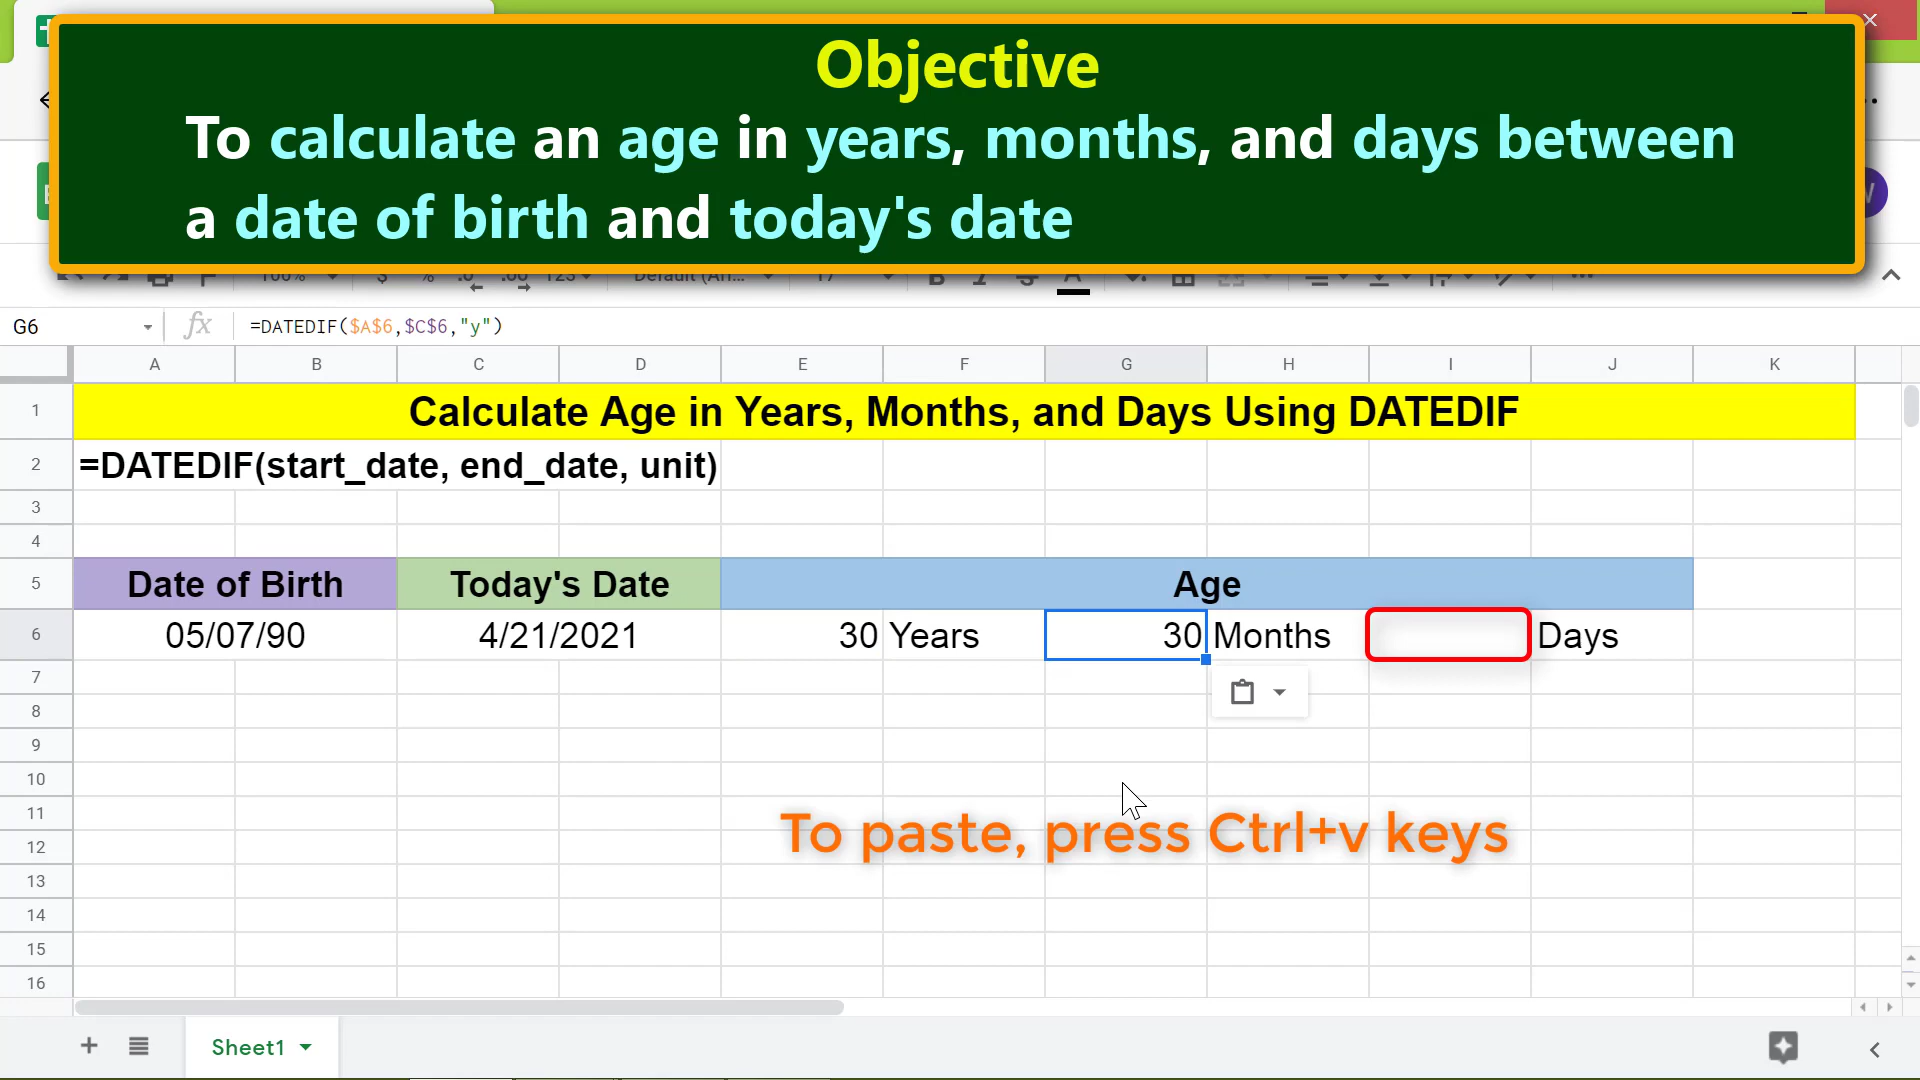 Objective
To calculate an age in years, months, and days between
a date of birth and today's date
G6
fx
=DATEDIF($A$6,$C$6,"y")
A B C D E F G H I J K
1 Calculate Age in Years, Months, and Days Using DATEDIF
2 =DATEDIF(start_date, end_date, unit)
3
4
5 Date of Birth Today's Date Age
6 05/07/90 4/21/2021 30 Years 30 Months Days
7
8
9
10
11
To paste, press Ctrl+v keys
12
13
14
15
16
Sheet1